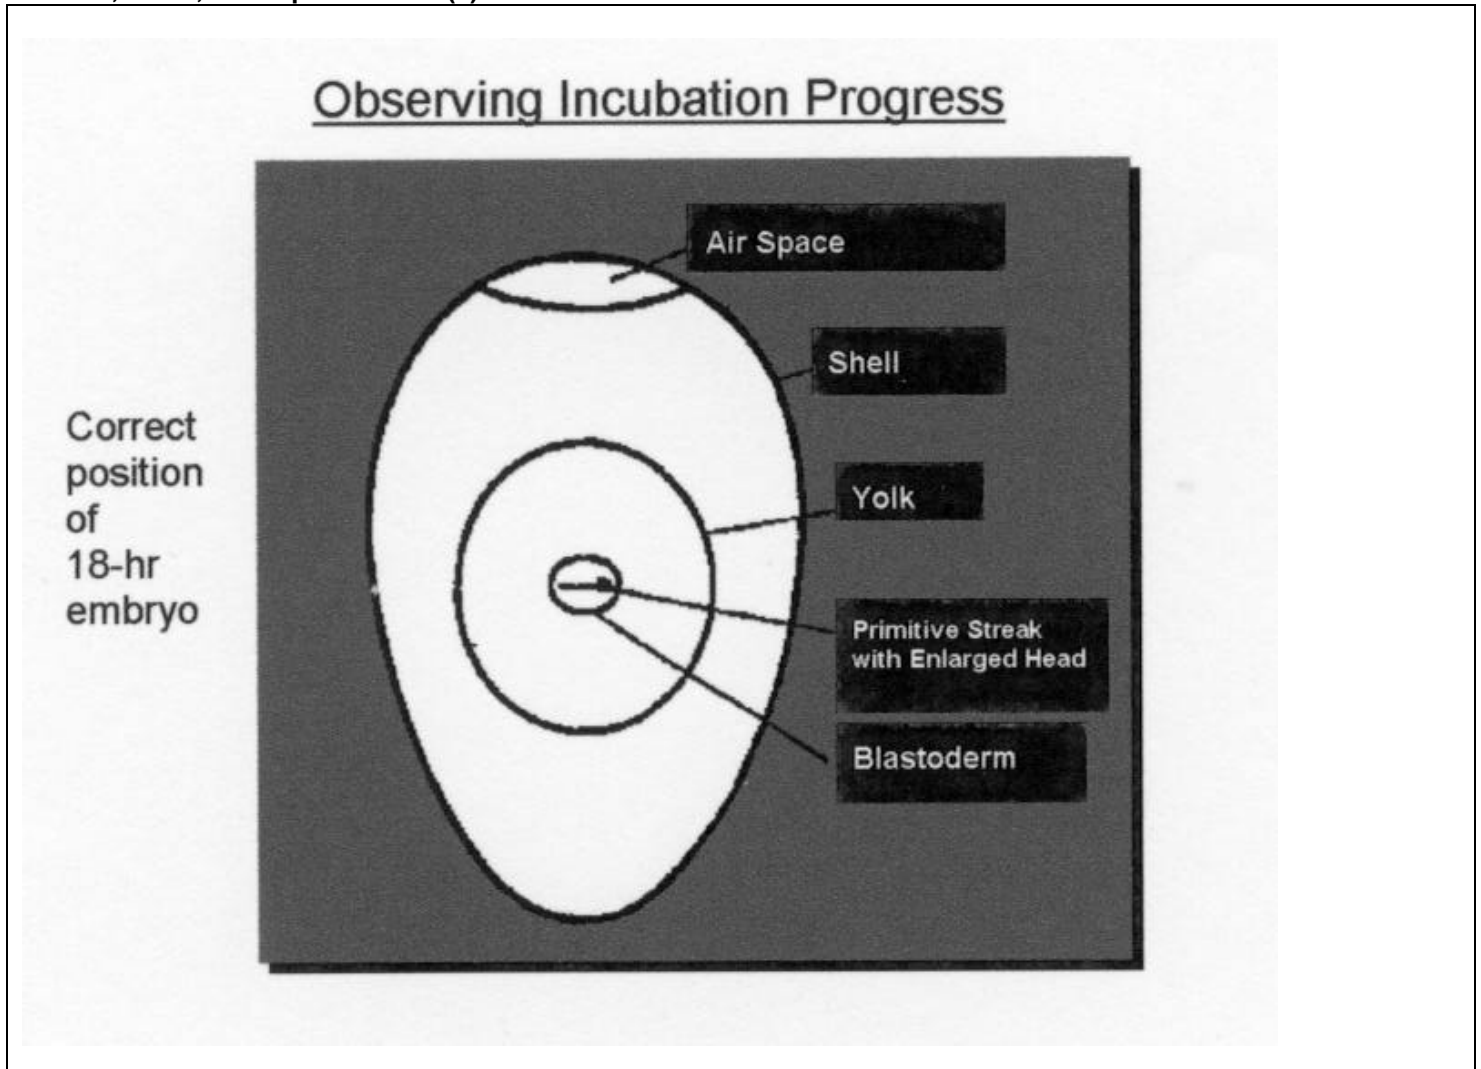 Observing Incubation Progress
Air Space
Shell
Correct
position
of
18-hr
embryo
Yolk
Primitive Streak
with Enlarged Head
Blastoderm